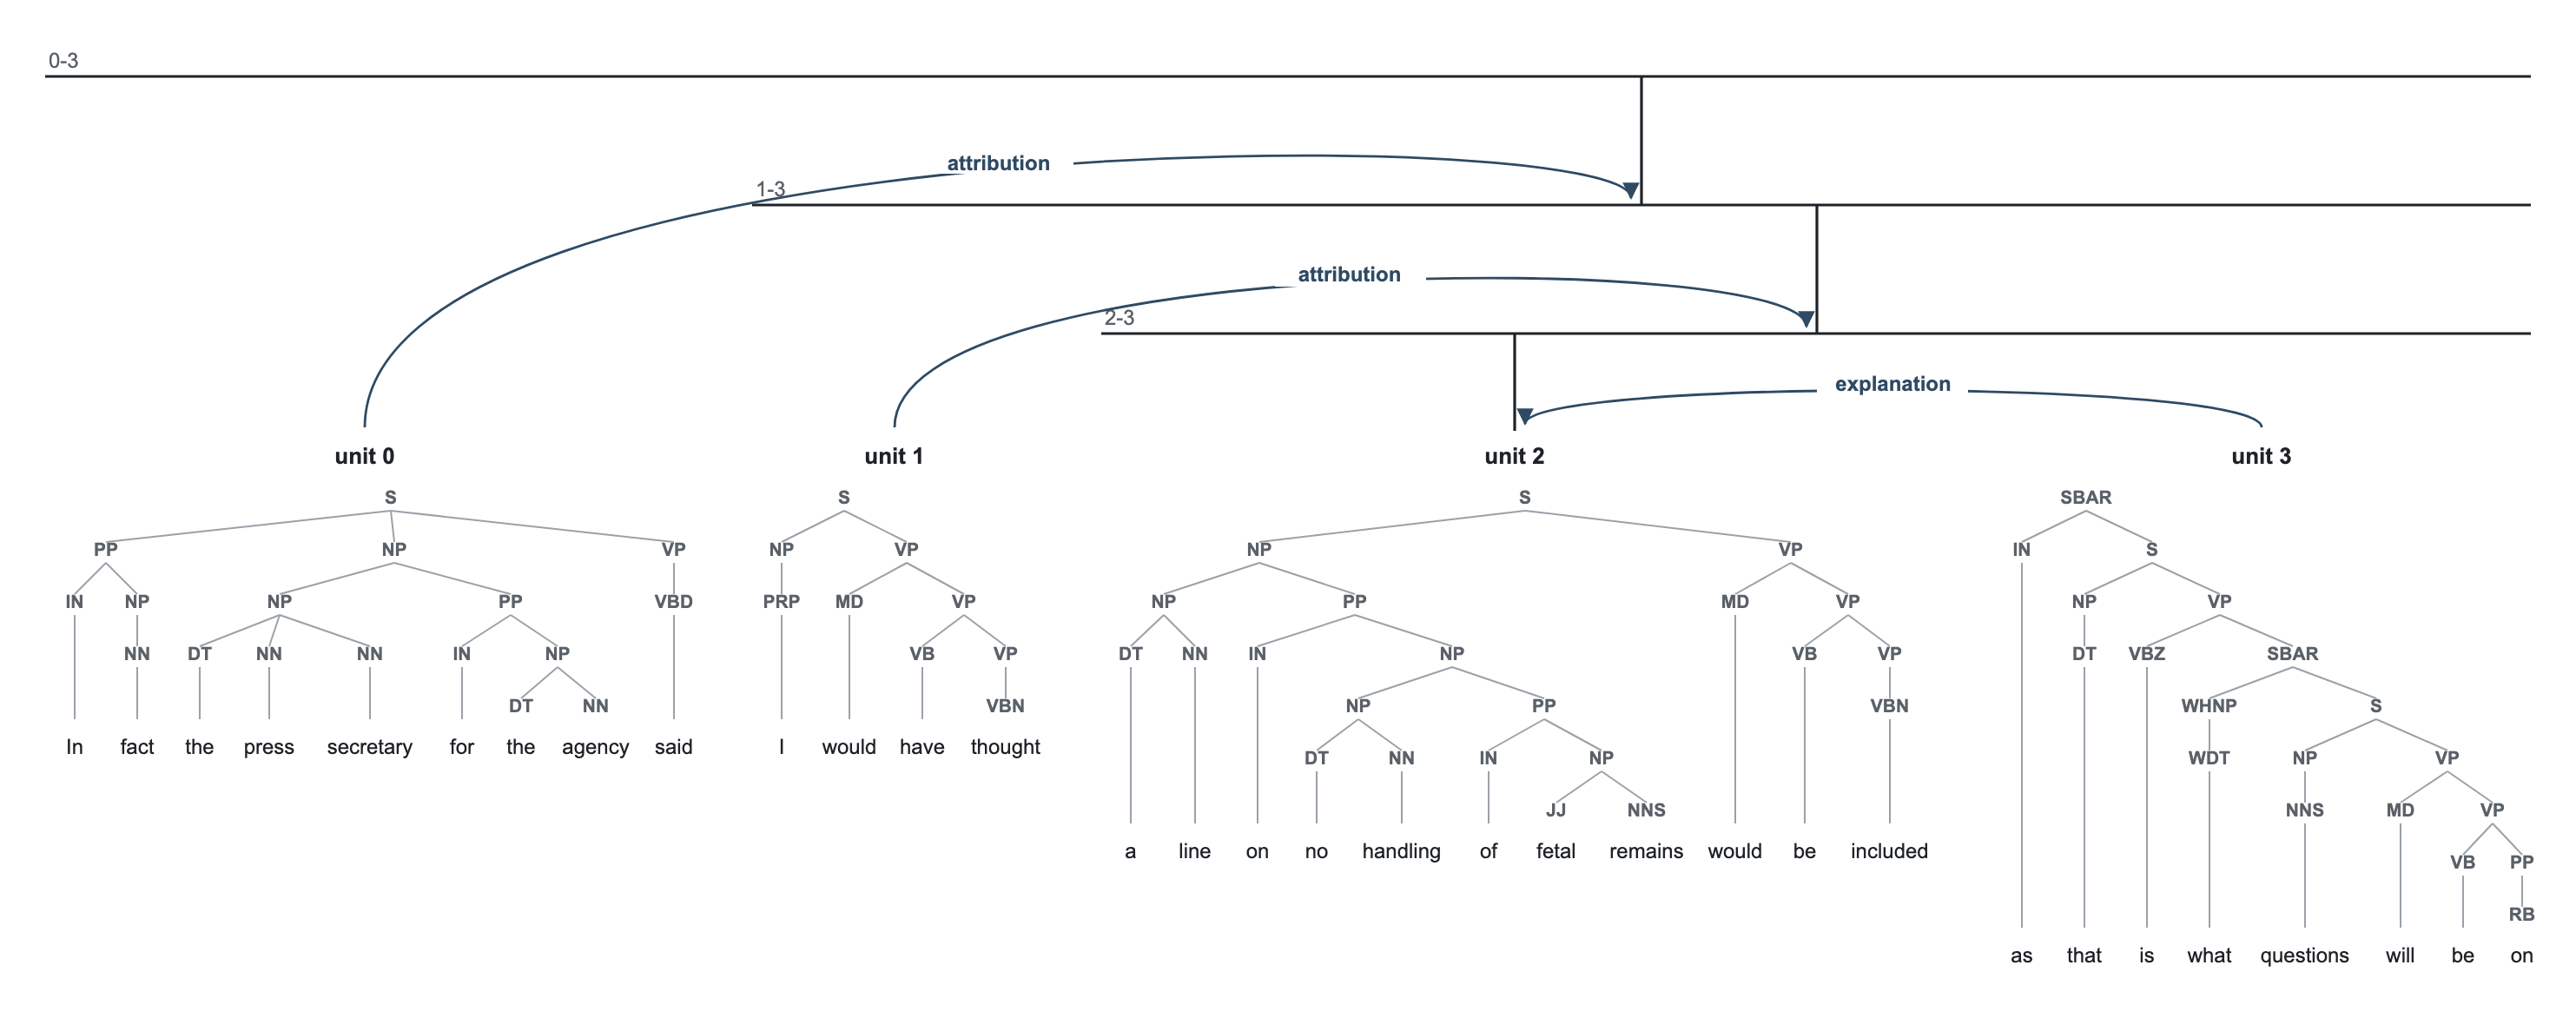 0-3
attribution
1-3
attribution
2-3
explanation
unit 0 unit 1 unit 2 unit 3
S S S SBAR
PP NP VP NP VP NP VP IN S
IN NP NP PP VBD PRP MD VP NP PP MD VP NP VP
NN DT NN NN IN NP VB VP DT NN IN NP VB VP DT VBZ SBAR
DT NN VBN NP PP VBN WHNP S
In fact the press secretary for the agency said I would have thought
DT NN IN NP WDT NP VP
JJ NNS NNS MD VP
a line on no handling of fetal remains would be included
VB PP
RB
as that is what questions will be on